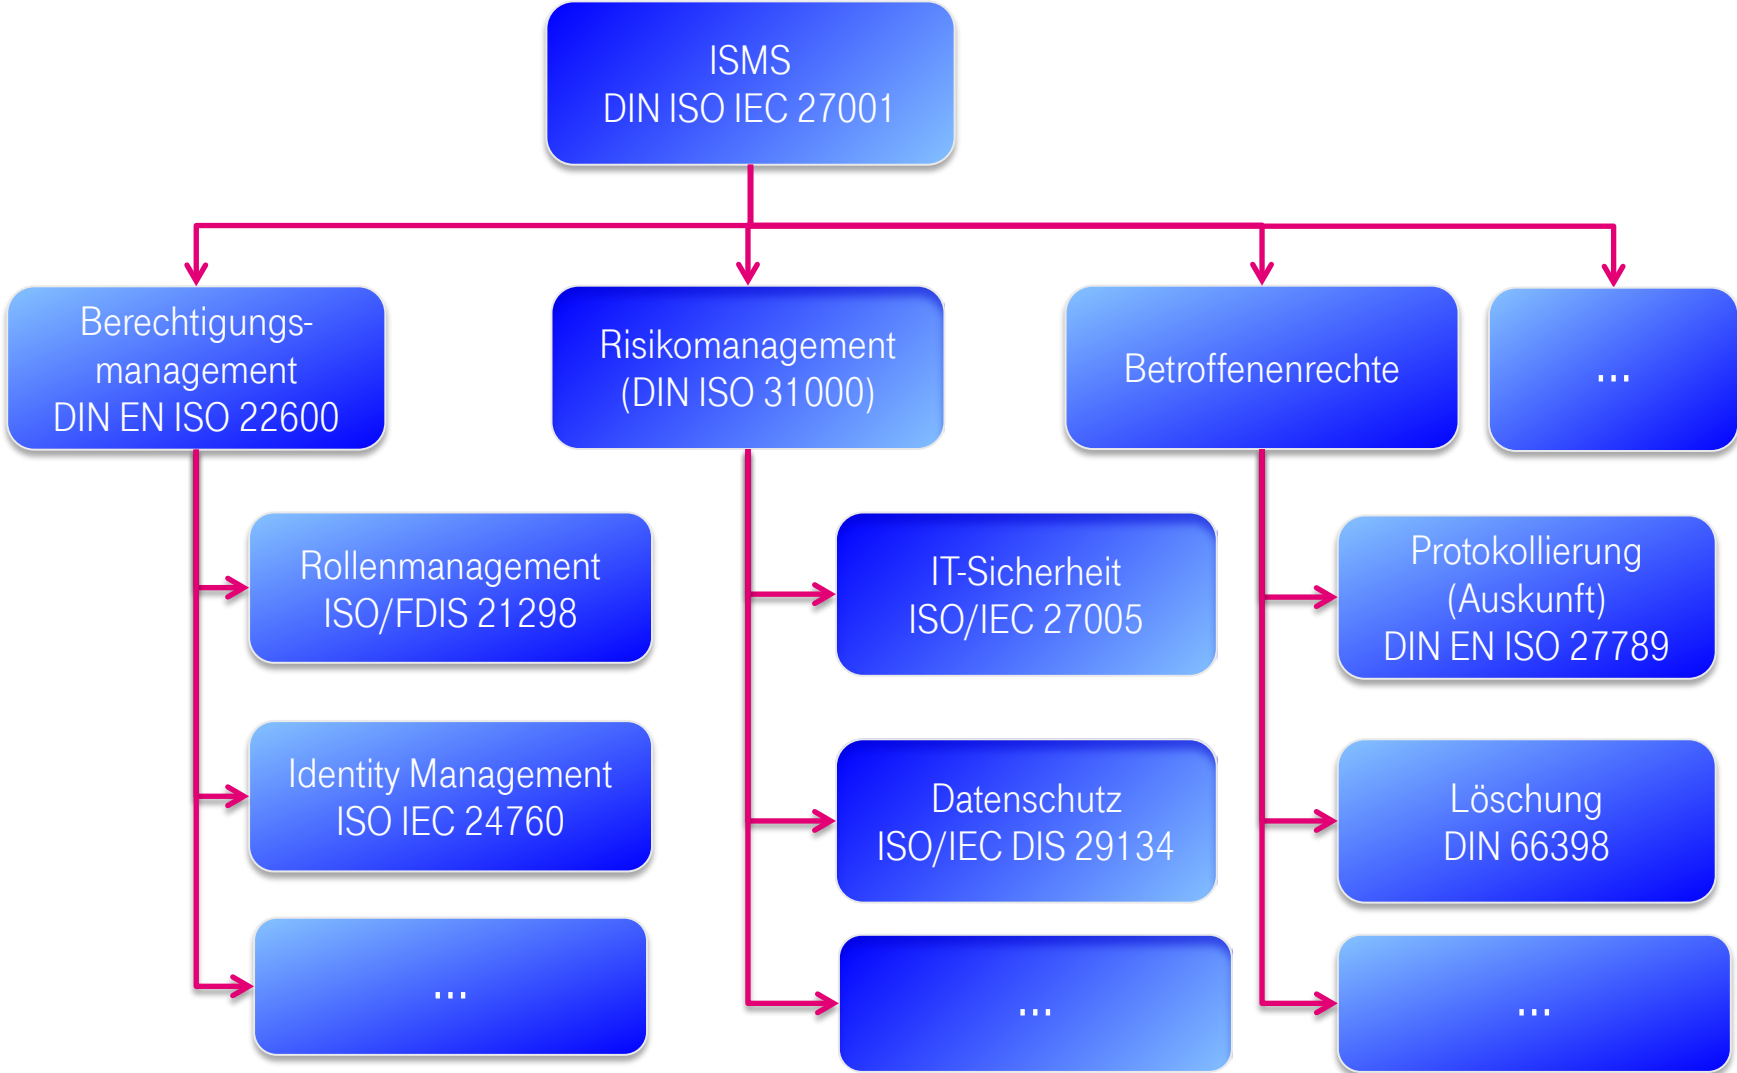 ISMS
DIN ISO IEC 27001
Berechtigungs-
management
DIN EN ISO 22600
Risikomanagement
(DIN ISO 31000)
Betroffenenrechte
...
Rollenmanagement
ISO/FDIS 21298
IT-Sicherheit
ISO/IEC 27005
Protokollierung
(Auskunft)
DIN EN ISO 27789
Identity Management
ISO IEC 24760
Datenschutz
ISO/IEC DIS 29134
Löschung
DIN 66398
...
...
...